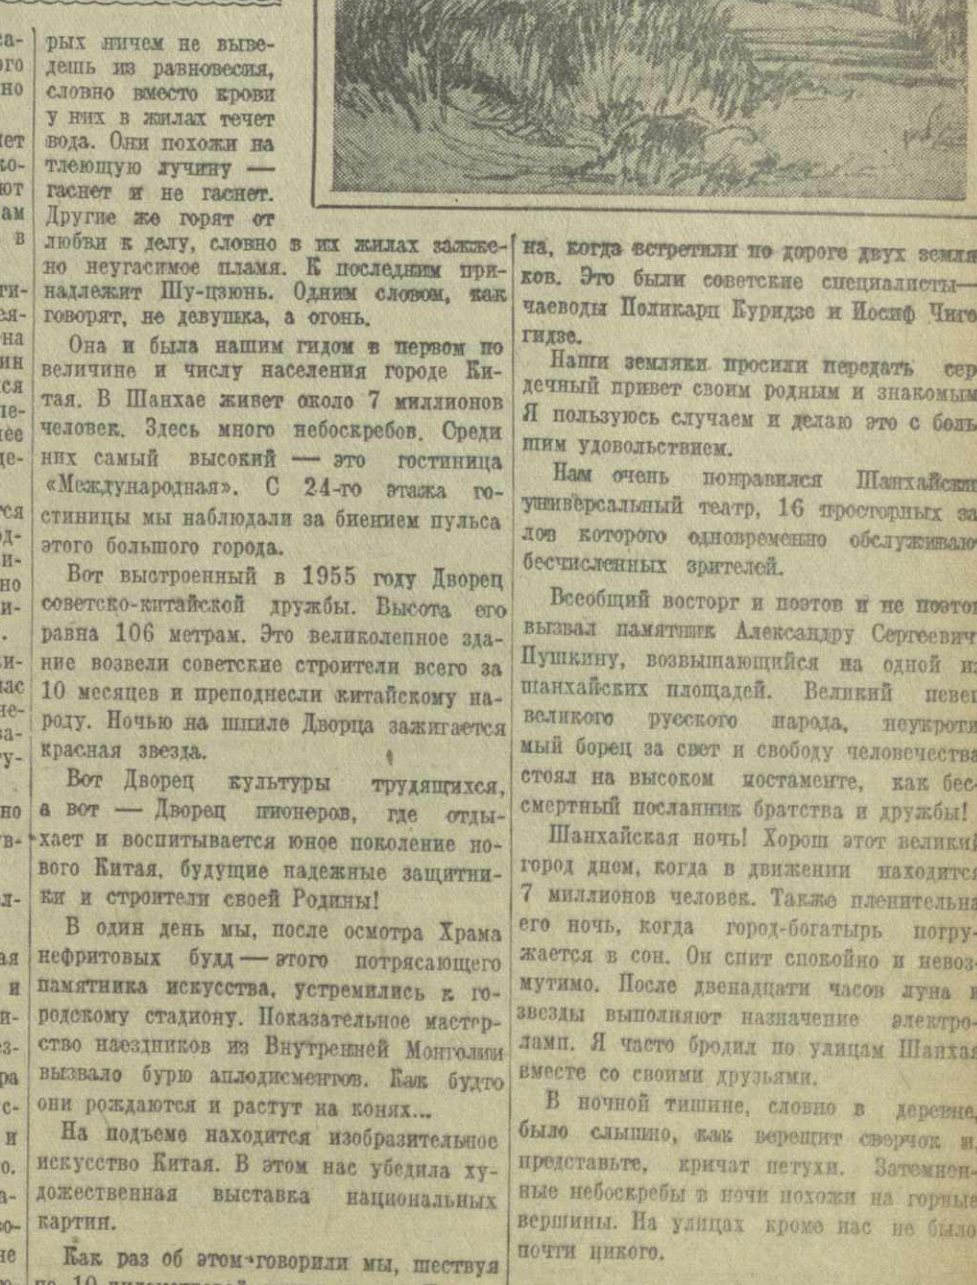 рых ничем не выве-
дешь из равновесия,
словно вместо крови
у них в жилах течет
вода. Они похожи на
тлеющую лучину —
гаснет и не гаснет.
Другие же горят от
любви к делу, словно в их жилах зажже-
но неугасимое пламя. К последним при-
надлежит Шу-цзюнь. Одним словом, как
говорят, не девушка, а огонь.
Она и была нашим гидом в первом по
величине и числу населения городе Ки-
тая. В Шанхае живет около 7 миллионов
человек. Здесь много небоскребов. Среди
них самый высокий — это гостиница
«Международная». С 24-го этажа го-
стиницы мы наблюдали за биением пульса
этого большого города.
Вот выстроенный в 1955 году Дворец
советско-китайской дружбы. Высота его
равна 106 метрам. Это великолепное зда-
ние возвели советские строители всего за
10 месяцев и преподнесли китайскому на-
роду. Ночью на шпиле Дворца зажигается
красная звезда.
Вот Дворец культуры трудящихся,
а вот — Дворец пионеров, где отды-
хает и воспитывается юное поколение но-
вого Китая, будущие надежные защитни-
ки и строители своей Родины!
В один день мы, после осмотра Храма
нефритовых будд — этого потрясающего
памятника искусства, устремились к го-
родскому стадиону. Показательное мастер-
ство наездников из Внутренней Монголии
вызвало бурю аплодисментов. Как будто
они рождаются и растут на конях...
На подъеме находится изобразительное
искусство Китая. В этом нас убедила ху-
дожественная выставка национальных
картин.
Как раз об этом говорили мы, шествуя
на, когда встретили по дороге двух земля
ков. Это были советские специалисты—
чаеводы Поликарп Куридзе и Иосиф Чиго
гидзе.
Наши земляки просили передать сер
дечный привет своим родным и знакомым
Я пользуюсь случаем и делаю это с боль
шим удовольствием.
Нам очень понравился Шанхайский
универсальный театр, 16 просторных за
лов которого одновременно обслуживают
бесчисленных зрителей.
Всеобщий восторг и поэтов и не поэтов
вызвал памятник Александру Сергеевич
Пушкину, возвышающийся на одной из
шанхайских площадей. Великий певец
великого русского народа, неукроти
мый борец за свет и свободу человечества
стоял на высоком постаменте, как бес-
смертный посланник братства и дружбы!
Шанхайская ночь! Хорош этот великий
город днем, когда в движении находится
7 миллионов человек. Также пленительна
его ночь, когда город-богатырь погру-
жается в сон. Он спит спокойно и невоз
мутимо. После двенадцати часов луна и
звезды выполняют назначение электро-
ламп. Я часто бродил по улицам Шанхая
вместе со своими друзьями.
В ночной тишине, словно в деревне,
было слышно, как верещит сверчок и,
представьте, кричат петухи. Затемнен-
ные небоскребы в ночи похожи на горные
вершины. На улицах кроме нас не было
почти никого.